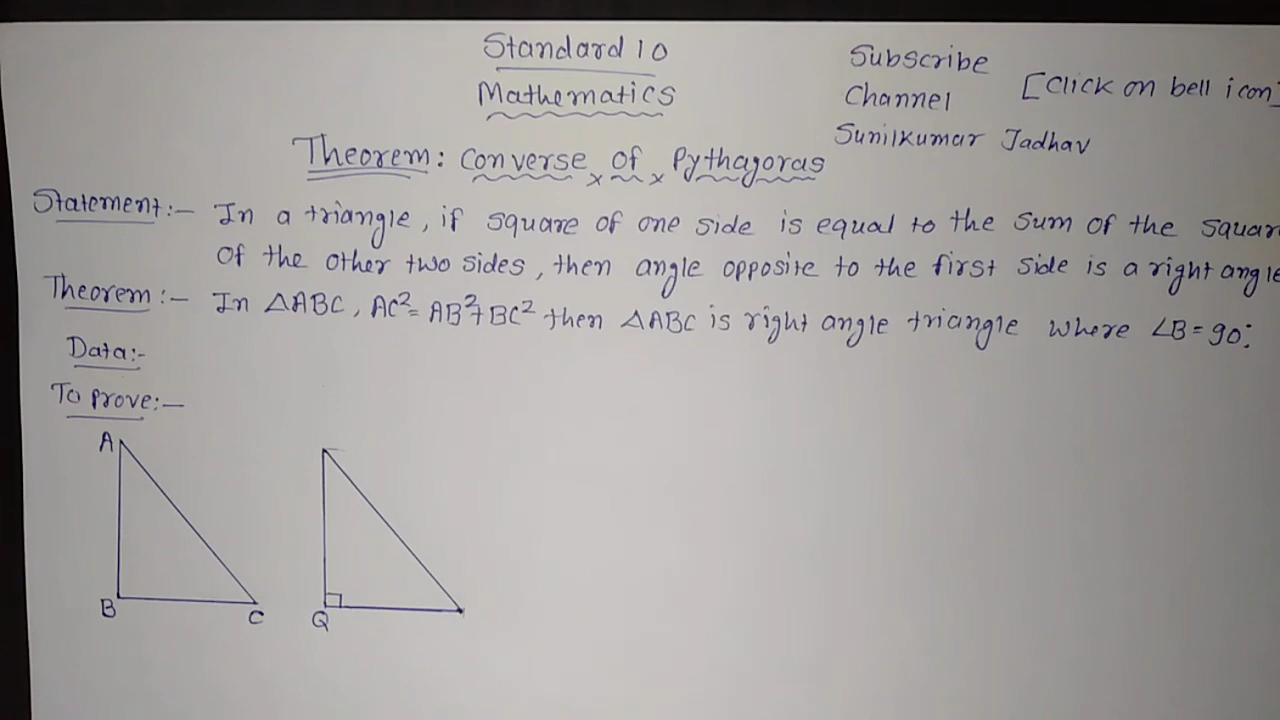 Standard 10
Mathematics
Subscribe
Channel
Sunilkumar Jadhav
[Click on bell icon]
Theorem: Converse of Pythagoras
Statement:- In a triangle, if square of one side is equal to the sum of the squar
of the other two sides, then angle opposite to the first side is a right angle
Theorem:- In △ABC, AC²= AB²+BC² then △ABC is right angle triangle where ∠B=90°.
Data:-
To prove:-
A
B
C
Q